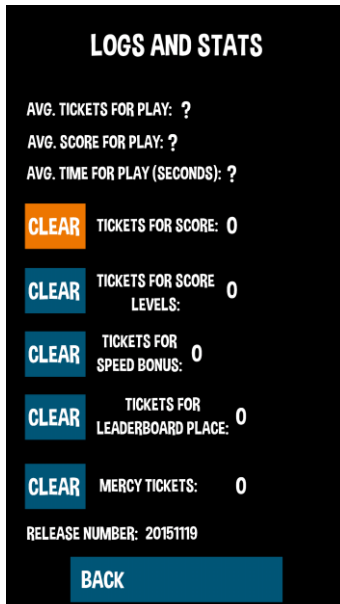 LOGS AND STATS
AVG. TICKETS FOR PLAY: ?
AVG. SCORE FOR PLAY: ?
AVG. TIME FOR PLAY (SECONDS): ?
CLEAR TICKETS FOR SCORE: 0
CLEAR TICKETS FOR SCORE LEVELS: 0
CLEAR TICKETS FOR SPEED BONUS: 0
CLEAR TICKETS FOR LEADERBOARD PLACE: 0
CLEAR MERCY TICKETS: 0
RELEASE NUMBER: 20151119
BACK